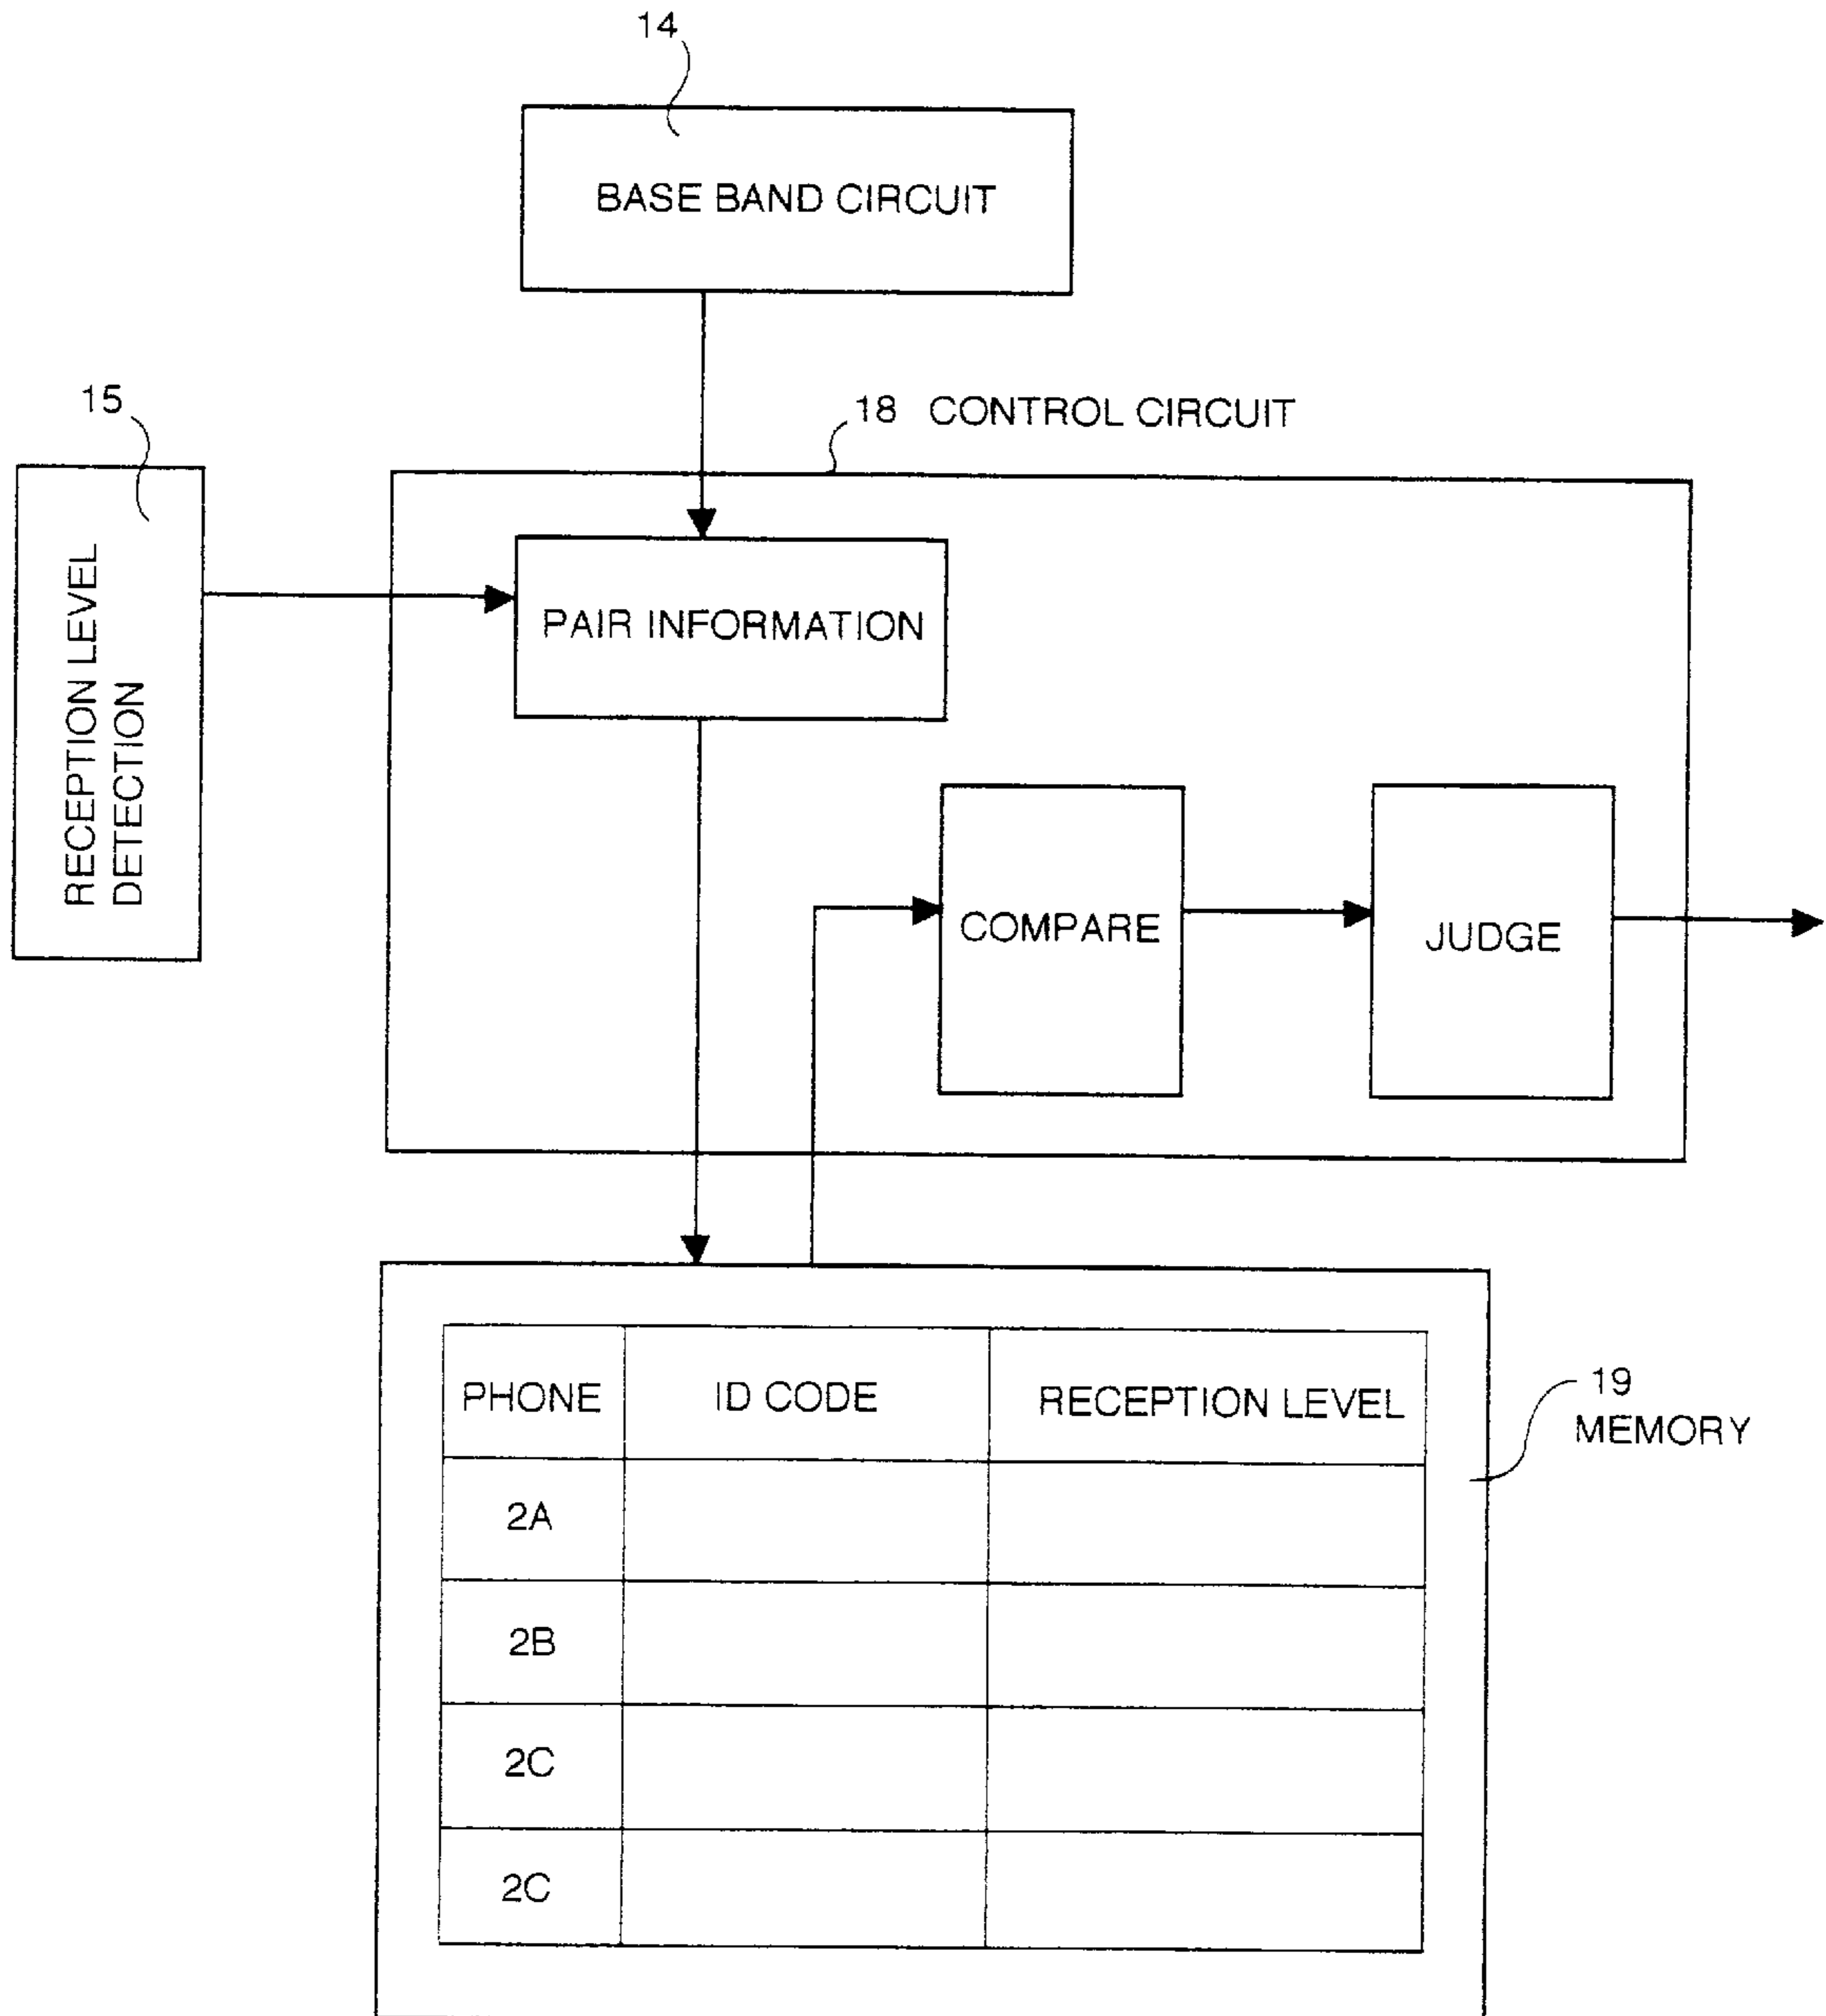 14
BASE BAND CIRCUIT
15
18 CONTROL CIRCUIT
RECEPTION LEVEL
DETECTION
PAIR INFORMATION
COMPARE
JUDGE
PHONE ID CODE RECEPTION LEVEL
19
MEMORY
2A
2B
2C
2C